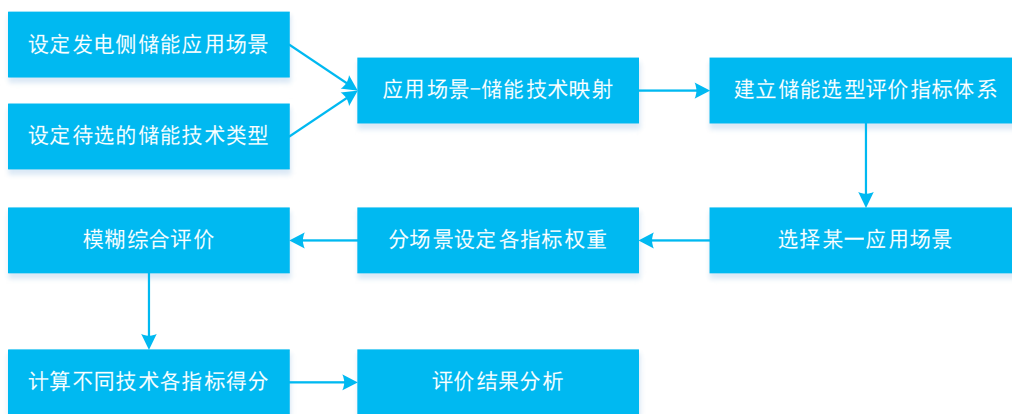 设定发电侧储能应用场景
设定待选的储能技术类型
应用场景-储能技术映射
建立储能选型评价指标体系
选择某一应用场景
分场景设定各指标权重
模糊综合评价
计算不同技术各指标得分
评价结果分析